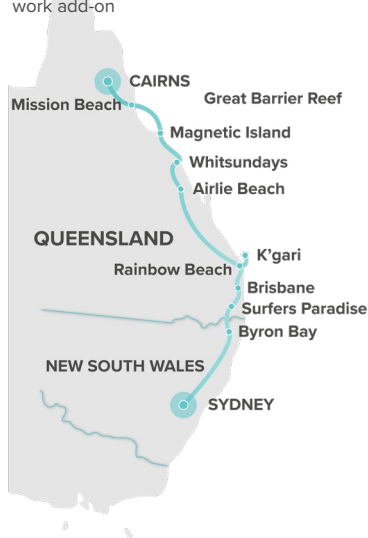 work add-on
CAIRNS
Great Barrier Reef
Mission Beach
Magnetic Island
Whitsundays
Airlie Beach
QUEENSLAND
K'gari
Rainbow Beach
Brisbane
Surfers Paradise
Byron Bay
NEW SOUTH WALES
SYDNEY